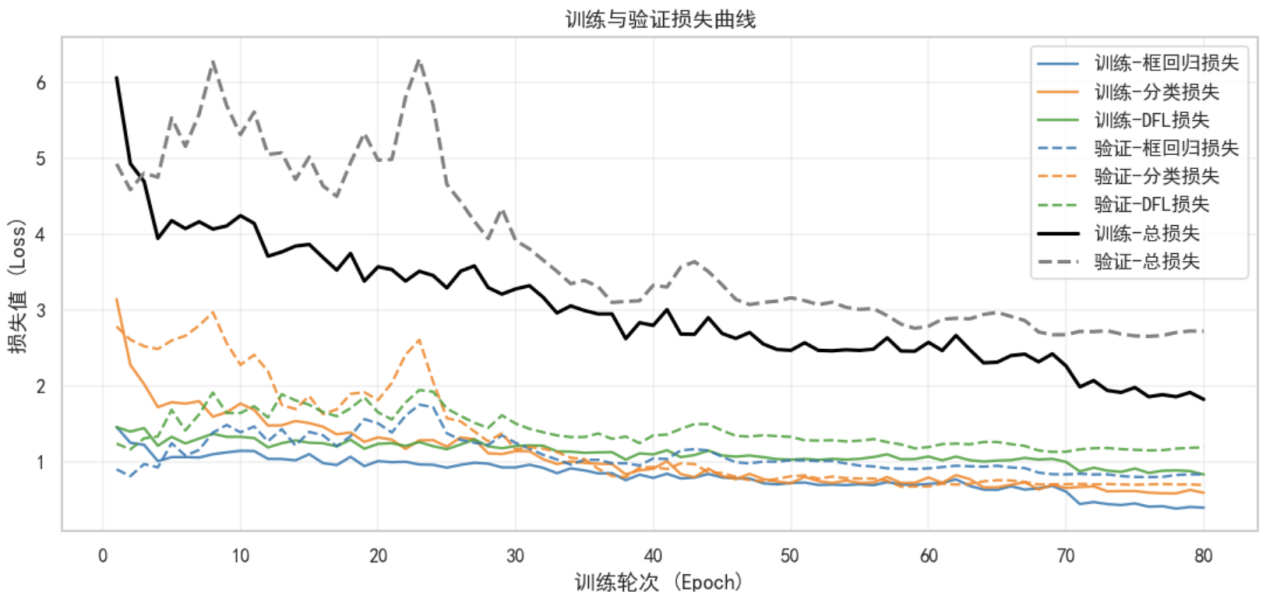 训练与验证损失曲线
训练-框回归损失
训练-分类损失
训练-DFL损失
验证-框回归损失
验证-分类损失
验证-DFL损失
训练-总损失
验证-总损失
损失值 (Loss)
6
5
4
3
2
1
0 10 20 30 40 50 60 70 80
训练轮次 (Epoch)